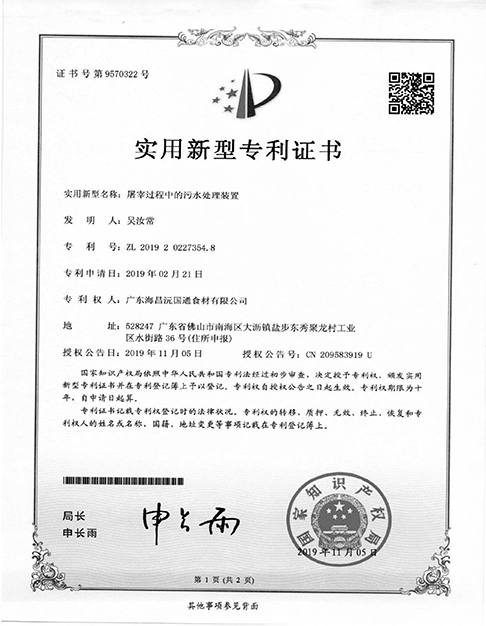 证书号第9570322号
实用新型专利证书
实用新型名称：屠宰过程中的污水处理装置
发明人：吴汝常
专利号：ZL 2019 2 0227354.8
专利申请日：2019年02月21日
专利权人：广东海昌沅国通食材有限公司
地址：528247 广东省佛山市南海区大沥镇盐步东秀聚龙村工业
区水街路36号(住所申报)
授权公告日：2019年11月05日 授权公告号：CN 209583919 U
国家知识产权局依照中华人民共和国专利法经过初步审查，决定授予专利权，颁发实用
新型专利证书并在专利登记簿上予以登记。专利权自授权公告之日起生效。专利权期限为十
年，自申请日起算。
专利证书记载专利权登记时的法律状况。专利权的转移、质押、无效、终止、恢复和专
利权人的姓名或名称、国籍、地址变更等事项记载在专利登记簿上。
局长
申长雨
申长雨
国家知识产权局
2019年11月05日
第1页(共2页)
其他事项参见背面